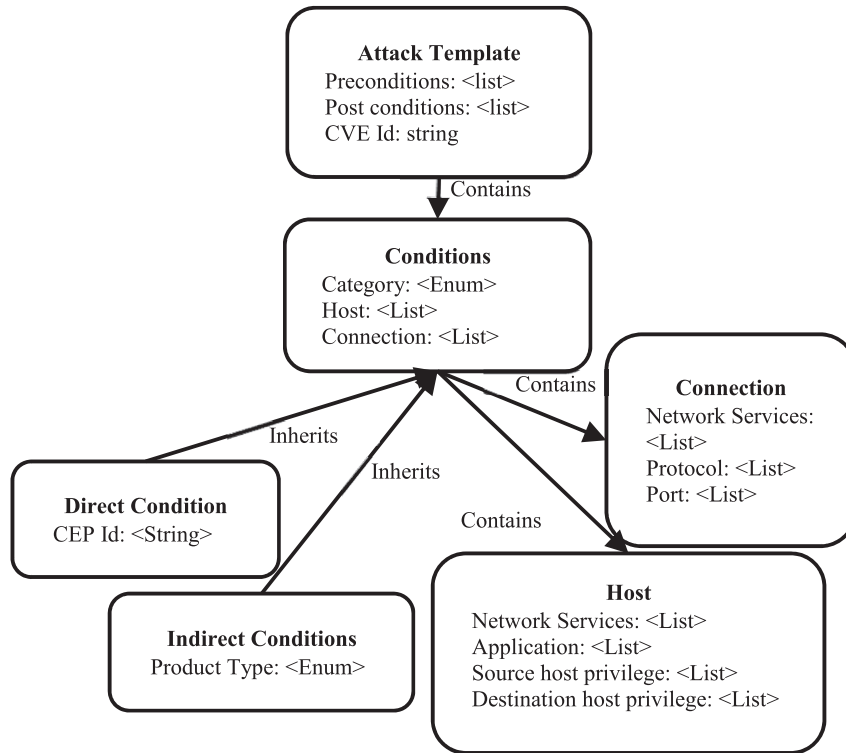 Attack Template
Preconditions: <list>
Post conditions: <list>
CVE Id: string
Contains
Conditions
Category: <Enum>
Host: <List>
Connection: <List>
Contains
Connection
Network Services:
<List>
Protocol: <List>
Port: <List>
Inherits
Inherits
Direct Condition
CEP Id: <String>
Contains
Indirect Conditions
Product Type: <Enum>
Host
Network Services: <List>
Application: <List>
Source host privilege: <List>
Destination host privilege: <List>